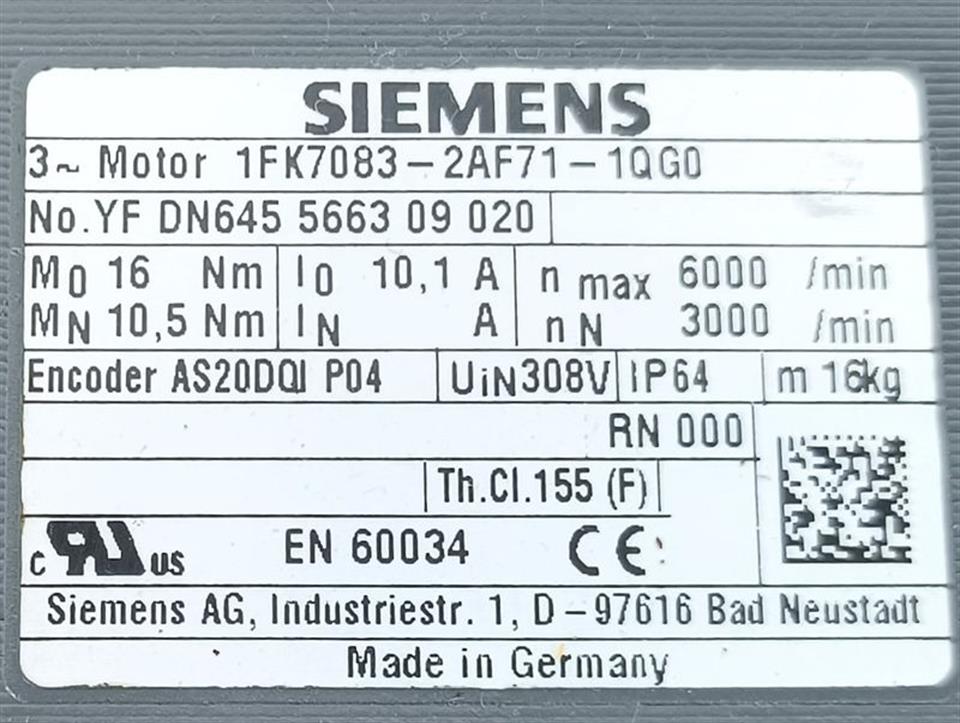 SIEMENS
3~ Motor 1FK7083-2AF71-1QG0
No.YF DN645 5663 09 020
M0 16 Nm I0 10,1 A n max 6000 /min
MN 10,5 Nm IN A n N 3000 /min
Encoder AS20DQI P04 UiN308V IP64 m 16kg
RN 000
Th.Cl.155 (F)
c RU US EN 60034 CE
Siemens AG, Industriestr. 1, D-97616 Bad Neustadt
Made in Germany